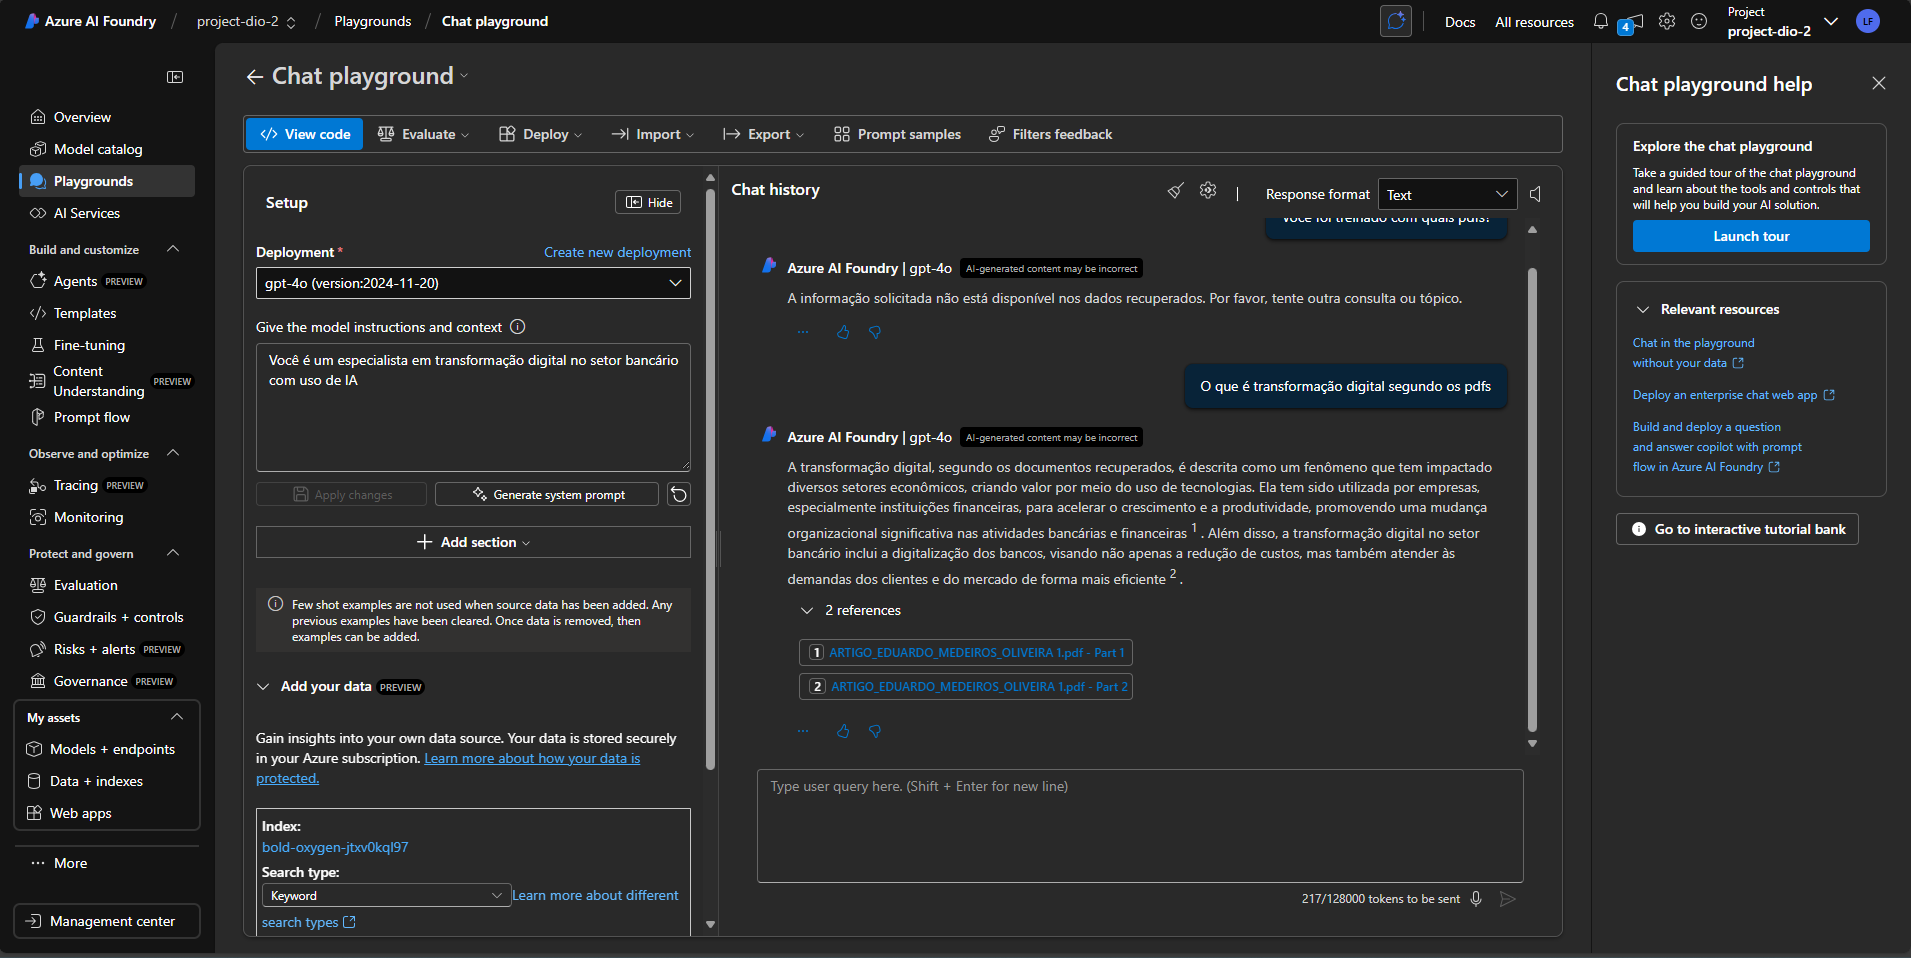 Azure AI Foundry / project-dio-2 / Playgrounds / Chat playground
Docs
All resources
4
Project
project-dio-2
LF
Overview
Model catalog
Playgrounds
AI Services
Build and customize
Agents PREVIEW
Templates
Fine-tuning
Content
Understanding PREVIEW
Prompt flow
Observe and optimize
Tracing PREVIEW
Monitoring
Protect and govern
Evaluation
Guardrails + controls
Risks + alerts PREVIEW
Governance PREVIEW
My assets
Models + endpoints
Data + indexes
Web apps
More
Management center
Chat playground
View code
Evaluate
Deploy
Import
Export
Prompt samples
Filters feedback
Setup
Hide
Deployment *
Create new deployment
gpt-4o (version:2024-11-20)
Give the model instructions and context
Você é um especialista em transformação digital no setor bancário
com uso de IA
Apply changes
Generate system prompt
Add section
Few shot examples are not used when source data has been added. Any
previous examples have been cleared. Once data is removed, then
examples can be added.
Add your data PREVIEW
Gain insights into your own data source. Your data is stored securely
in your Azure subscription. Learn more about how your data is
protected.
Index:
bold-oxygen-jtxv0kql97
Search type:
Keyword
Learn more about different
search types
Chat history
Response format
Text
Você foi treinado com quais pdfs?
Azure AI Foundry | gpt-4o AI-generated content may be incorrect
A informação solicitada não está disponível nos dados recuperados. Por favor, tente outra consulta ou tópico.
O que é transformação digital segundo os pdfs
Azure AI Foundry | gpt-4o AI-generated content may be incorrect
A transformação digital, segundo os documentos recuperados, é descrita como um fenômeno que tem impactado
diversos setores econômicos, criando valor por meio do uso de tecnologias. Ela tem sido utilizada por empresas,
especialmente instituições financeiras, para acelerar o crescimento e a produtividade, promovendo uma mudança
organizacional significativa nas atividades bancárias e financeiras 1 . Além disso, a transformação digital no setor
bancário inclui a digitalização dos bancos, visando não apenas a redução de custos, mas também atender às
demandas dos clientes e do mercado de forma mais eficiente 2 .
2 references
1 ARTIGO_EDUARDO_MEDEIROS_OLIVEIRA 1.pdf - Part 1
2 ARTIGO_EDUARDO_MEDEIROS_OLIVEIRA 1.pdf - Part 2
Type user query here. (Shift + Enter for new line)
217/128000 tokens to be sent
Chat playground help
Explore the chat playground
Take a guided tour of the chat playground
and learn about the tools and controls that
will help you build your AI solution.
Launch tour
Relevant resources
Chat in the playground
without your data
Deploy an enterprise chat web app
Build and deploy a question
and answer copilot with prompt
flow in Azure AI Foundry
Go to interactive tutorial bank